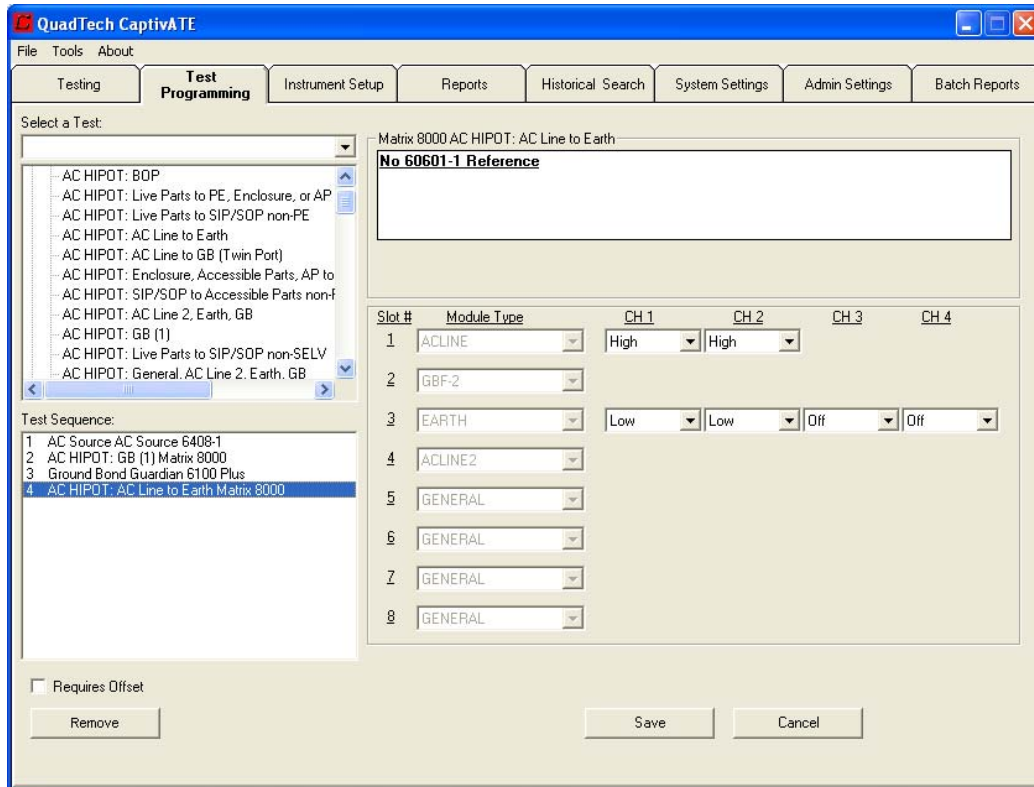 QuadTech CaptivATE
File Tools About
Testing
Test Programming
Instrument Setup
Reports
Historical Search
System Settings
Admin Settings
Batch Reports
Select a Test:
AC HIPOT: BOP
AC HIPOT: Live Parts to PE, Enclosure, or AP
AC HIPOT: Live Parts to SIP/SOP non-PE
AC HIPOT: AC Line to Earth
AC HIPOT: AC Line to GB (Twin Port)
AC HIPOT: Enclosure, Accessible Parts, AP to
AC HIPOT: SIP/SOP to Accessible Parts non-
AC HIPOT: AC Line 2, Earth, GB
AC HIPOT: GB (1)
AC HIPOT: Live Parts to SIP/SOP non-SELV
AC HIPOT: General. AC Line 2. Earth. GB
Test Sequence:
1 AC Source AC Source 6408-1
2 AC HIPOT: GB (1) Matrix 8000
3 Ground Bond Guardian 6100 Plus
4 AC HIPOT: AC Line to Earth Matrix 8000
Requires Offset
Remove
Matrix 8000 AC HIPOT: AC Line to Earth
No 60601-1 Reference
Slot # Module Type CH 1 CH 2 CH 3 CH 4
1 ACLINE High High
2 GBF-2
3 EARTH Low Low Off Off
4 ACLINE2
5 GENERAL
6 GENERAL
7 GENERAL
8 GENERAL
Save Cancel